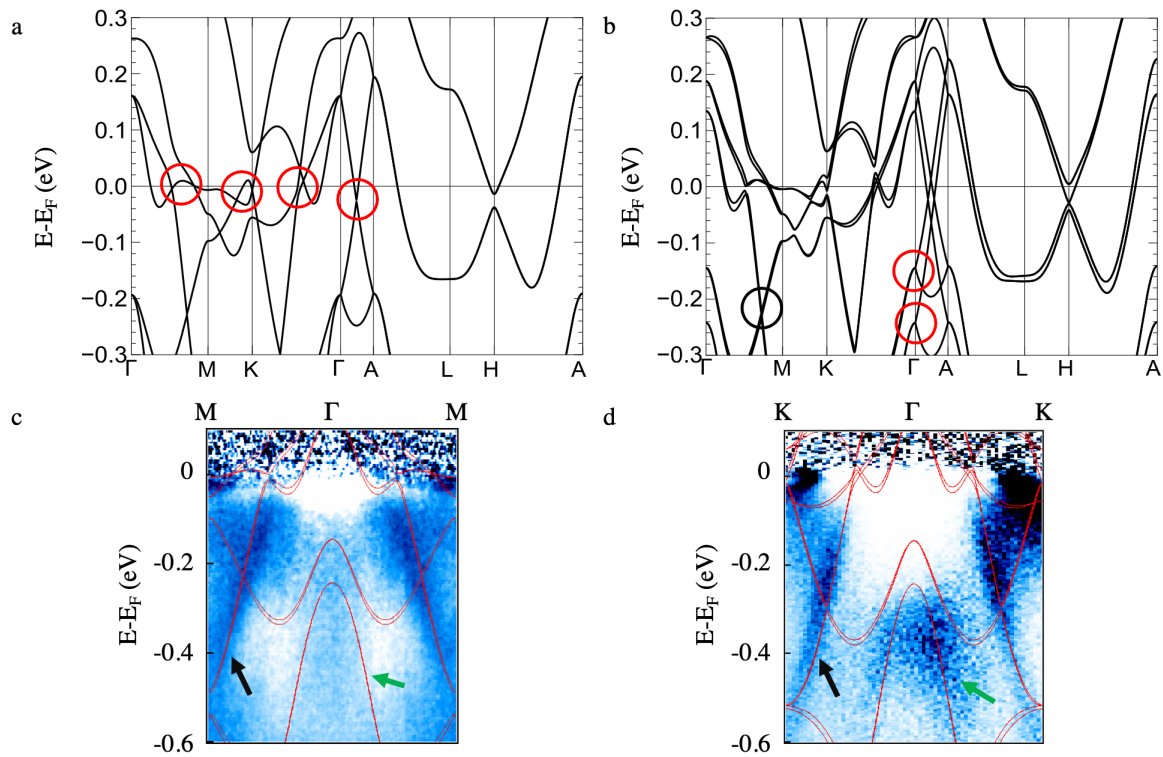 a
b
0.3
0.2
0.1
0.0
−0.1
−0.2
−0.3
E-E_F (eV)
Γ M K Γ A L H A
0.3
0.2
0.1
0.0
−0.1
−0.2
−0.3
E-E_F (eV)
Γ M K Γ A L H A
c
M Γ M
0
-0.2
-0.4
-0.6
E-E_F (eV)
d
K Γ K
0
-0.2
-0.4
-0.6
E-E_F (eV)